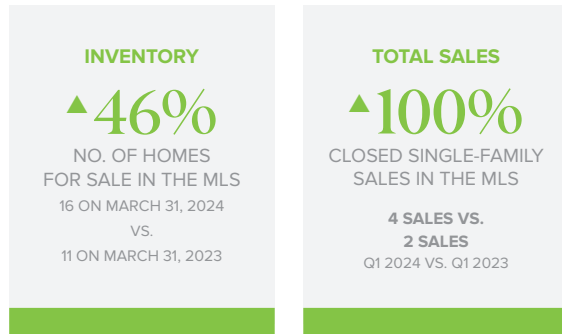 INVENTORY
▲46%
NO. OF HOMES
FOR SALE IN THE MLS
16 ON MARCH 31, 2024
VS.
11 ON MARCH 31, 2023
TOTAL SALES
▲100%
CLOSED SINGLE-FAMILY
SALES IN THE MLS
4 SALES VS.
2 SALES
Q1 2024 VS. Q1 2023